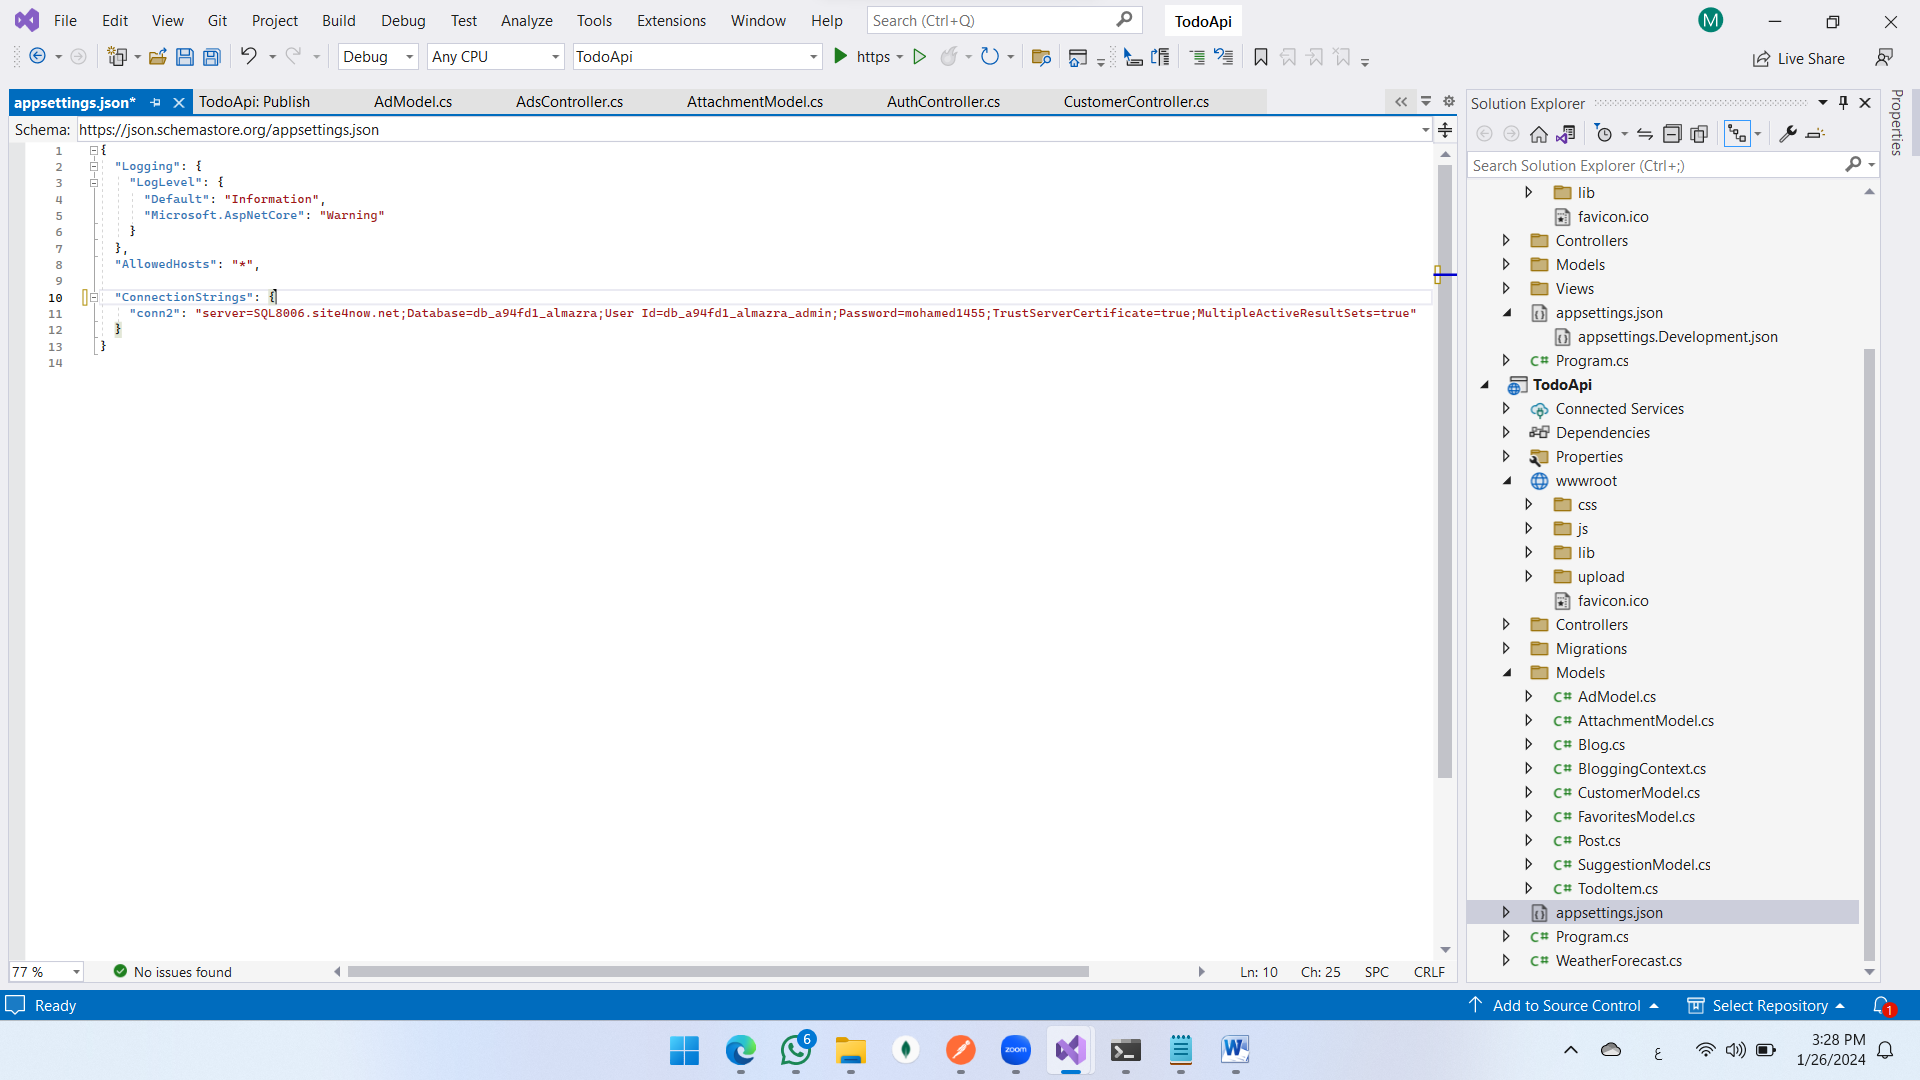 File Edit View Git Project Build Debug Test Analyze Tools Extensions Window Help Search (Ctrl+Q) TodoApi M
Debug Any CPU TodoApi https Live Share
appsettings.json* TodoApi: Publish AdModel.cs AdsController.cs AttachmentModel.cs AuthController.cs CustomerController.cs
Schema: https://json.schemastore.org/appsettings.json
1 {
2 "Logging": {
3 "LogLevel": {
4 "Default": "Information",
5 "Microsoft.AspNetCore": "Warning"
6 }
7 },
8 "AllowedHosts": "*",
9
10 "ConnectionStrings": {
11 "conn2": "server=SQL8006.site4now.net;Database=db_a94fd1_almazra;User Id=db_a94fd1_almazra_admin;Password=mohamed1455;TrustServerCertificate=true;MultipleActiveResultSets=true"
12 }
13 }
14
77 % No issues found Ln: 10 Ch: 25 SPC CRLF
Solution Explorer
Search Solution Explorer (Ctrl+;)
lib
favicon.ico
Controllers
Models
Views
appsettings.json
appsettings.Development.json
C# Program.cs
TodoApi
Connected Services
Dependencies
Properties
wwwroot
css
js
lib
upload
favicon.ico
Controllers
Migrations
Models
C# AdModel.cs
C# AttachmentModel.cs
C# Blog.cs
C# BloggingContext.cs
C# CustomerModel.cs
C# FavoritesModel.cs
C# Post.cs
C# SuggestionModel.cs
C# TodoItem.cs
appsettings.json
C# Program.cs
C# WeatherForecast.cs
Properties
Ready Add to Source Control Select Repository 1
6 zoom W ع 3:28 PM
1/26/2024